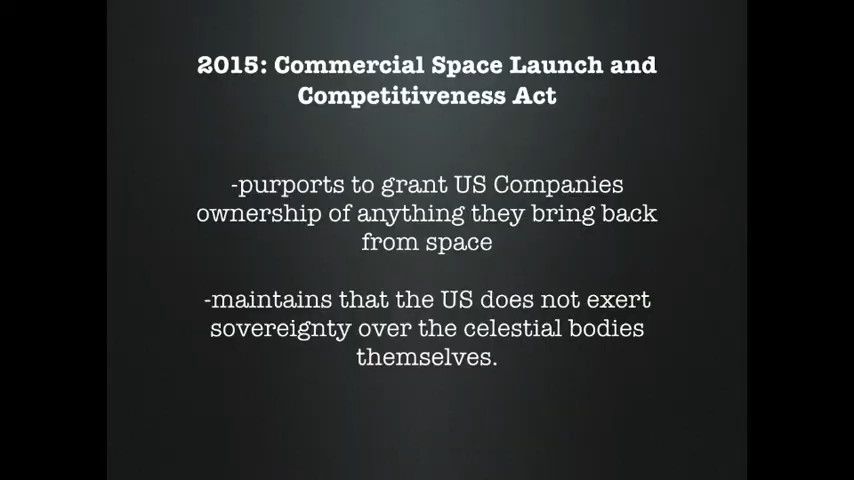 2015: Commercial Space Launch and
Competitiveness Act
-purports to grant US Companies
ownership of anything they bring back
from space
-maintains that the US does not exert
sovereignty over the celestial bodies
themselves.